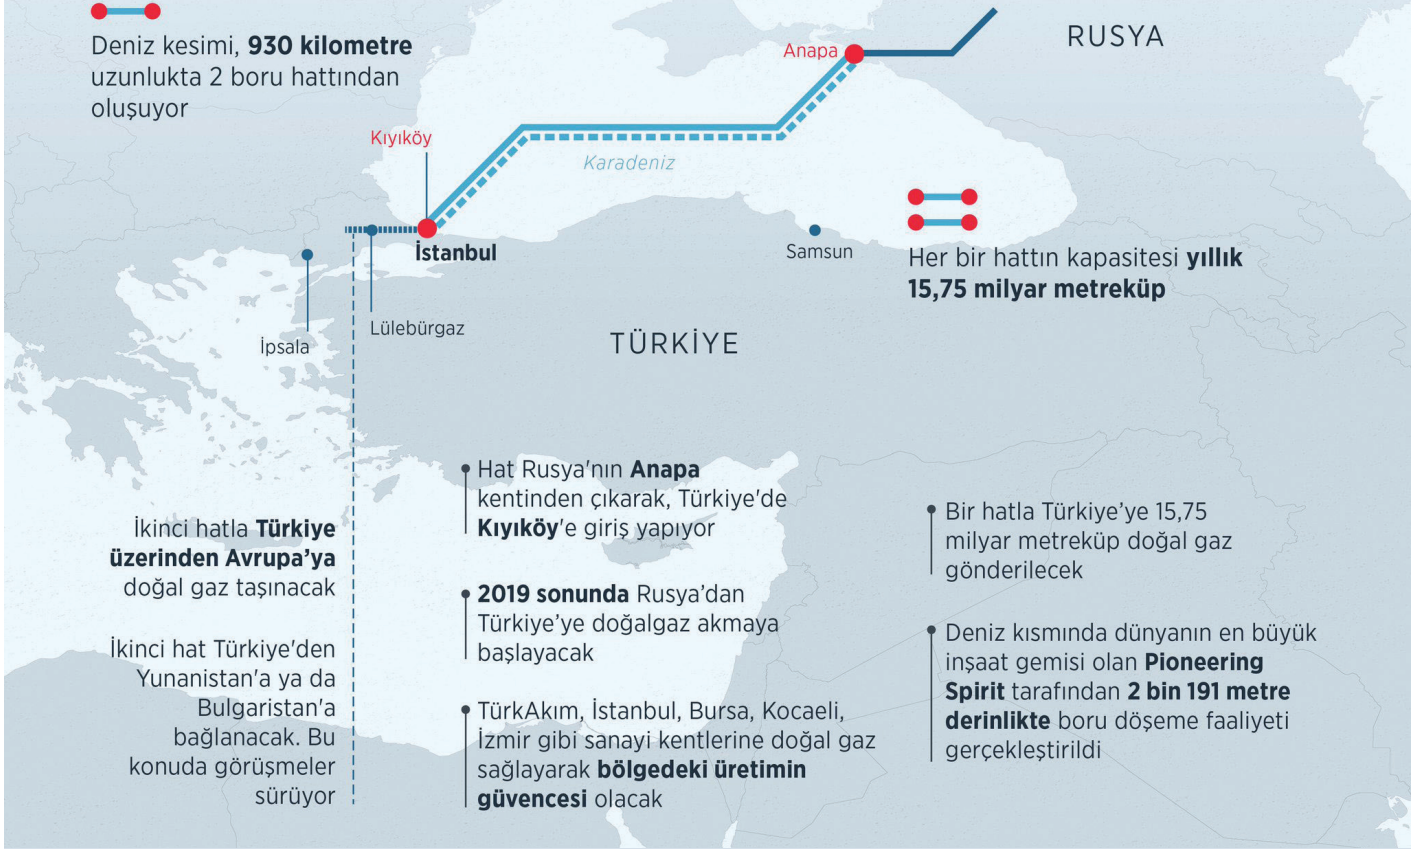 Deniz kesimi, 930 kilometre
uzunlukta 2 boru hattından
oluşuyor
RUSYA
Anapa
Kıyıköy
Karadeniz
İstanbul
Samsun
Her bir hattın kapasitesi yıllık
15,75 milyar metreküp
Lülebürgaz
İpsala
TÜRKİYE
İkinci hatla Türkiye
üzerinden Avrupa’ya
doğal gaz taşınacak
İkinci hat Türkiye'den
Yunanistan'a ya da
Bulgaristan'a
bağlanacak. Bu
konuda görüşmeler
sürüyor
Hat Rusya'nın Anapa
kentinden çıkarak, Türkiye'de
Kıyıköy'e giriş yapıyor
2019 sonunda Rusya’dan
Türkiye’ye doğalgaz akmaya
başlayacak
TürkAkım, İstanbul, Bursa, Kocaeli,
İzmir gibi sanayi kentlerine doğal gaz
sağlayarak bölgedeki üretimin
güvencesi olacak
Bir hatla Türkiye’ye 15,75
milyar metreküp doğal gaz
gönderilecek
Deniz kısmında dünyanın en büyük
inşaat gemisi olan Pioneering
Spirit tarafından 2 bin 191 metre
derinlikte boru döşeme faaliyeti
gerçekleştirildi